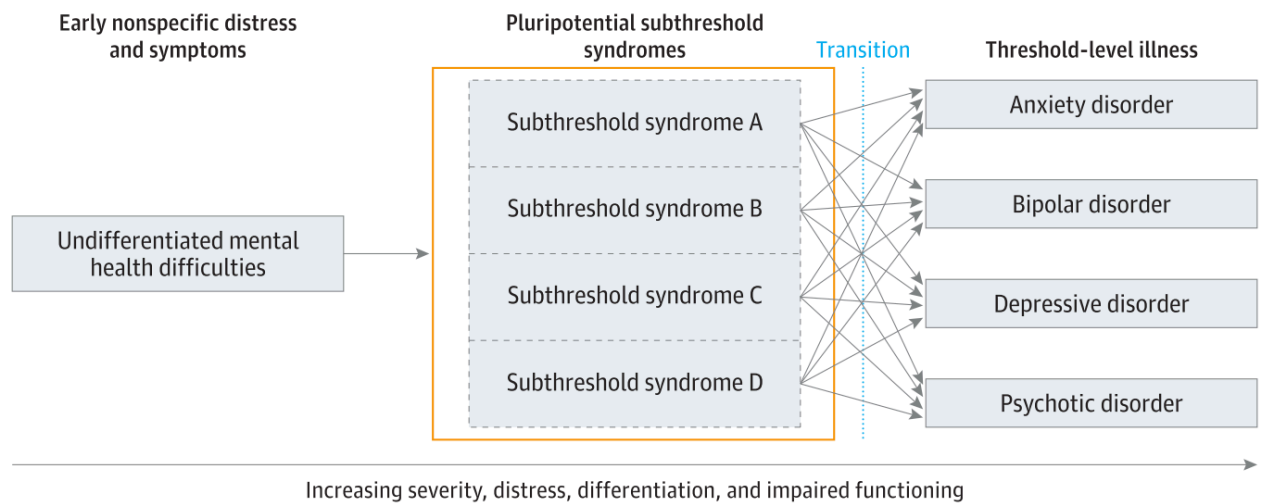 Early nonspecific distress
and symptoms
Pluripotential subthreshold
syndromes
Transition
Threshold-level illness
Undifferentiated mental
health difficulties
Subthreshold syndrome A
Subthreshold syndrome B
Subthreshold syndrome C
Subthreshold syndrome D
Anxiety disorder
Bipolar disorder
Depressive disorder
Psychotic disorder
Increasing severity, distress, differentiation, and impaired functioning